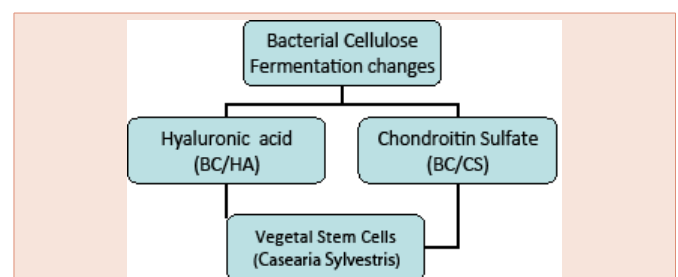 Bacterial Cellulose
Fermentation changes
Hyaluronic acid
(BC/HA)
Chondroitin Sulfate
(BC/CS)
Vegetal Stem Cells
(Casearia Sylvestris)